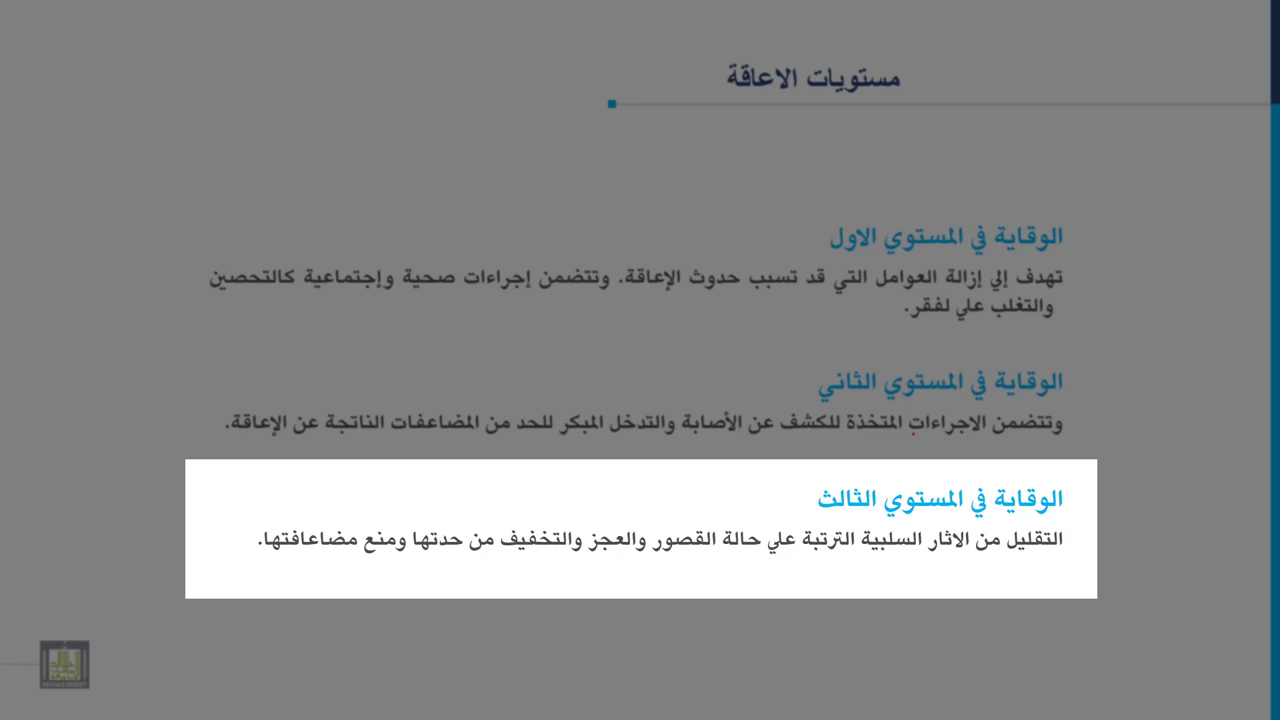 مستويات الاعاقة
الوقاية في المستوي الاول
تهدف إلي إزالة العوامل التي قد تسبب حدوث الإعاقة. وتتضمن إجراءات صحية وإجتماعية كالتحصين
والتغلب علي لفقر.
الوقاية في المستوي الثاني
وتتضمن الاجراءات المتخذة للكشف عن الأصابة والتدخل المبكر للحد من المضاعفات الناتجة عن الإعاقة.
الوقاية في المستوي الثالث
التقليل من الاثار السلبية الترتبة علي حالة القصور والعجز والتخفيف من حدتها ومنع مضاعافتها.